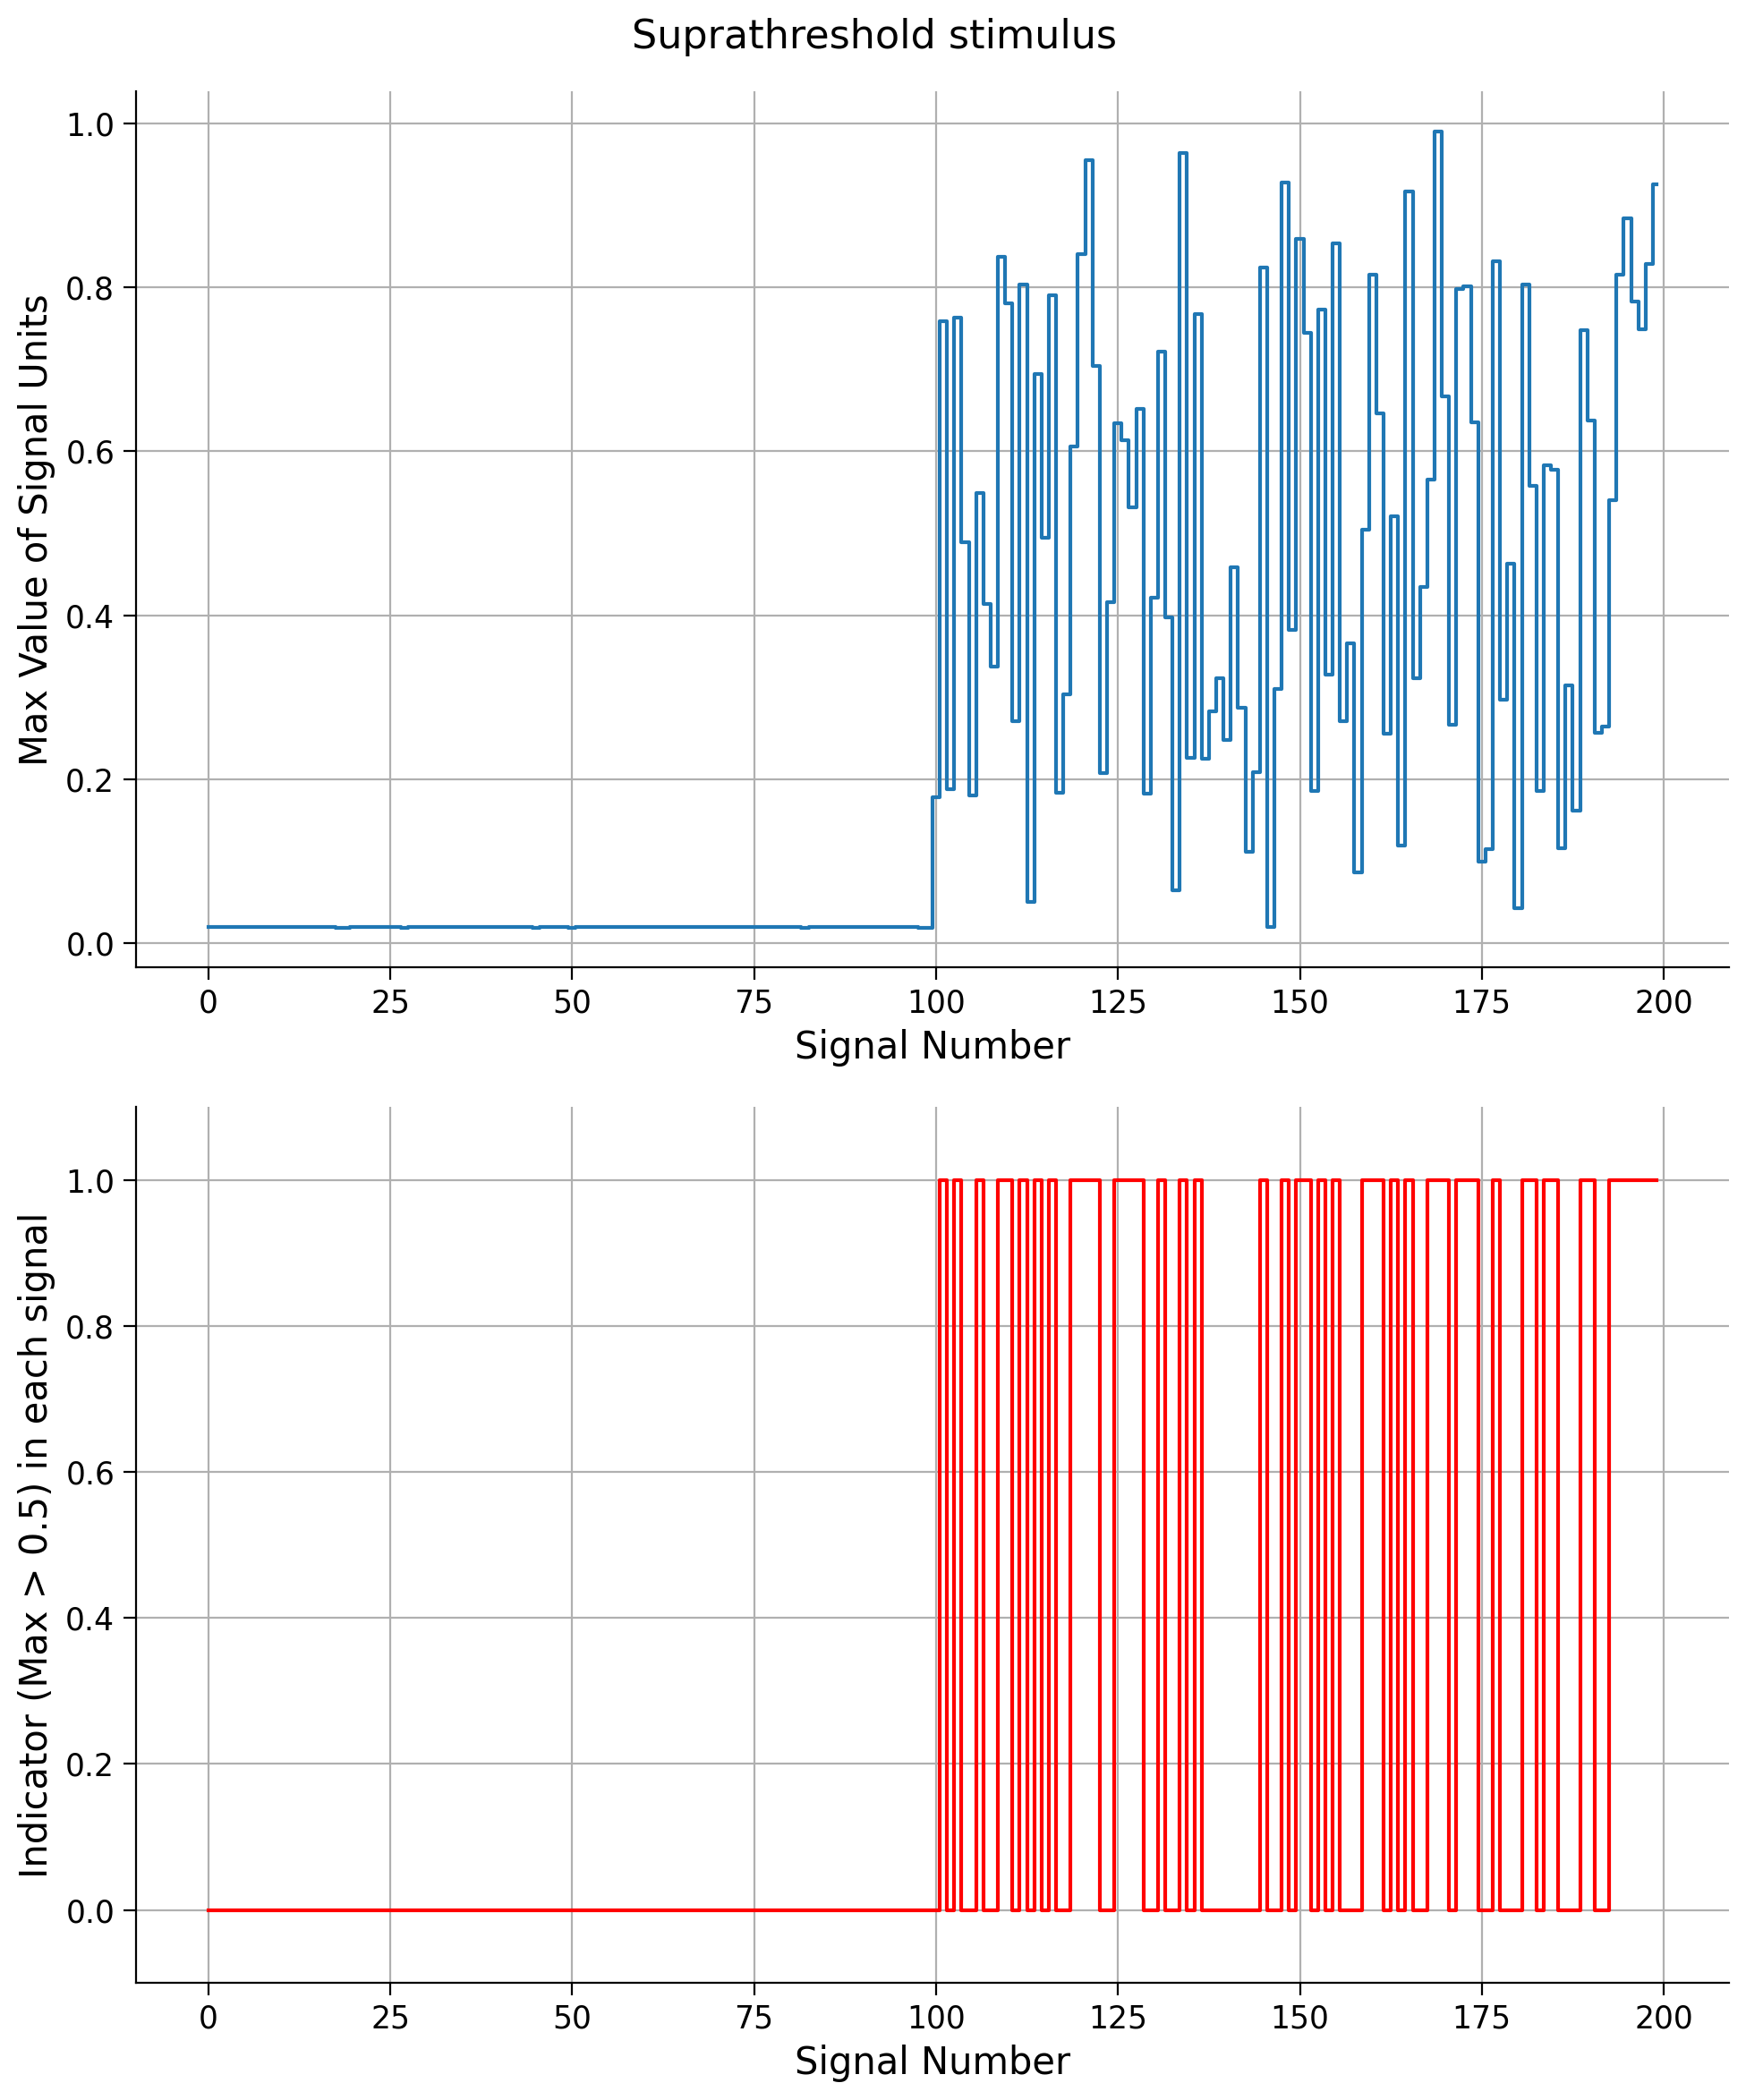 Suprathreshold stimulus
Max Value of Signal Units
1.0
0.8
0.6
0.4
0.2
0.0
0 25 50 75 100 125 150 175 200
Signal Number
Indicator (Max > 0.5) in each signal
1.0
0.8
0.6
0.4
0.2
0.0
0 25 50 75 100 125 150 175 200
Signal Number